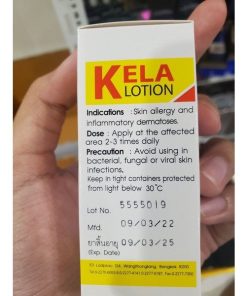 KELA
LOTION
Indications : Skin allergy and
inflammatory dermatoses.
Dose : Apply at the affected
area 2-3 times daily
Precaution : Avoid using in
bacterial, fungal or viral skin
infections.
Keep in tight containers protected
from light below 30°C
Lot No. 5555019
Mfd. 09/03/22
ยาสิ้นอายุ 09/03/25
(Exp. Date)
Bangkok